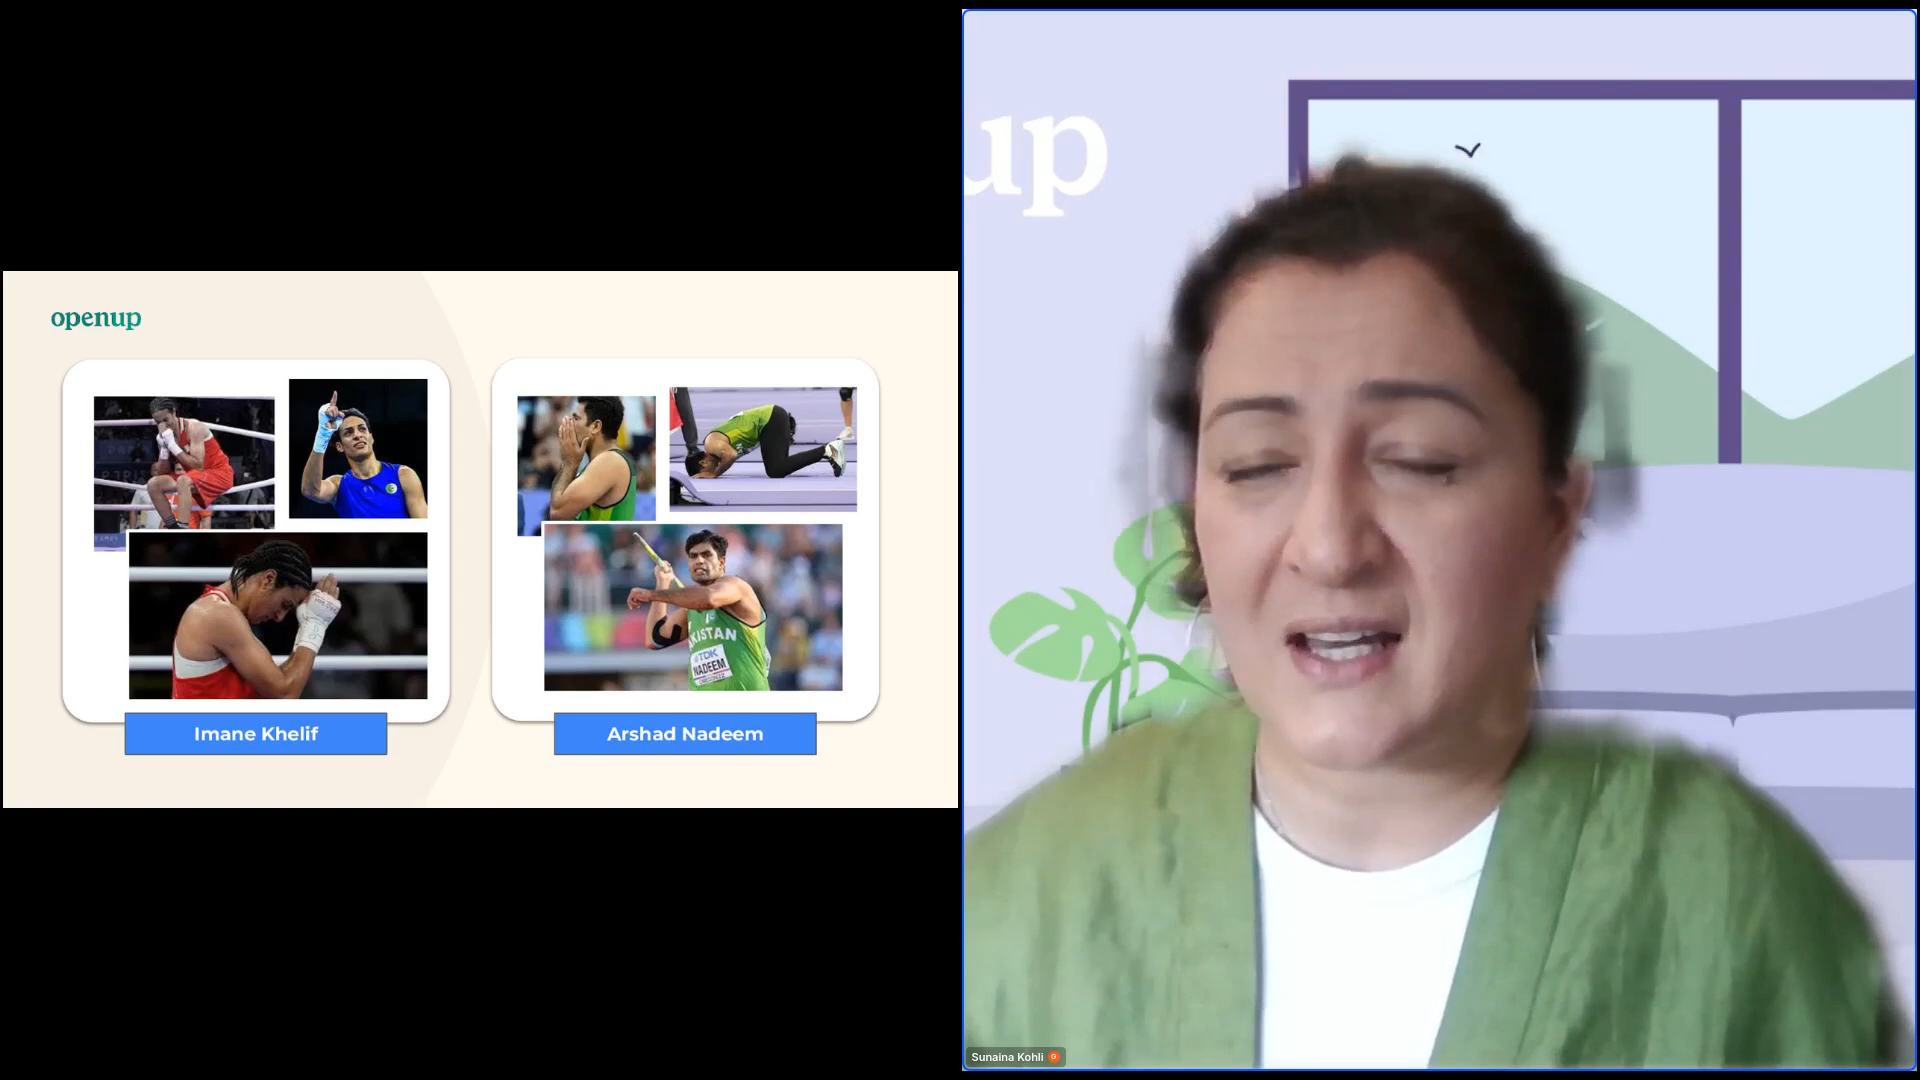 openup
Imane Khelif
KISTAN
TDK
NADEEM
Arshad Nadeem
up
Sunaina Kohli